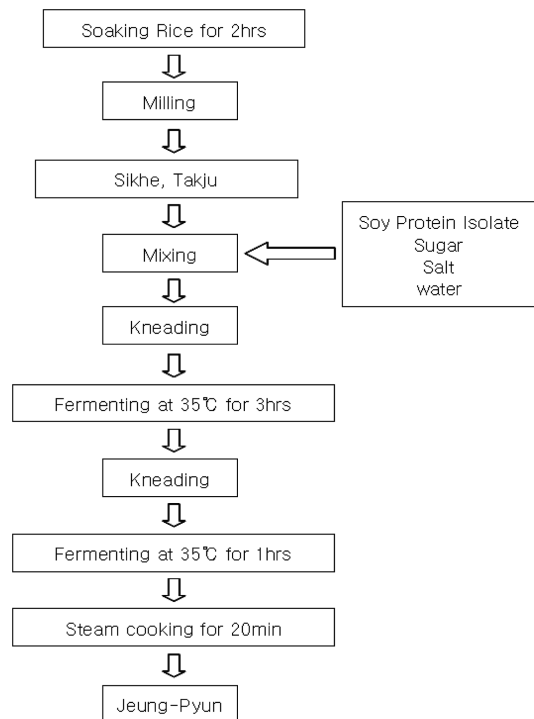 Soaking Rice for 2hrs
Milling
Sikhe, Takju
Soy Protein Isolate
Sugar
Salt
water
Mixing
Kneading
Fermenting at 35℃ for 3hrs
Kneading
Fermenting at 35℃ for 1hrs
Steam cooking for 20min
Jeung-Pyun